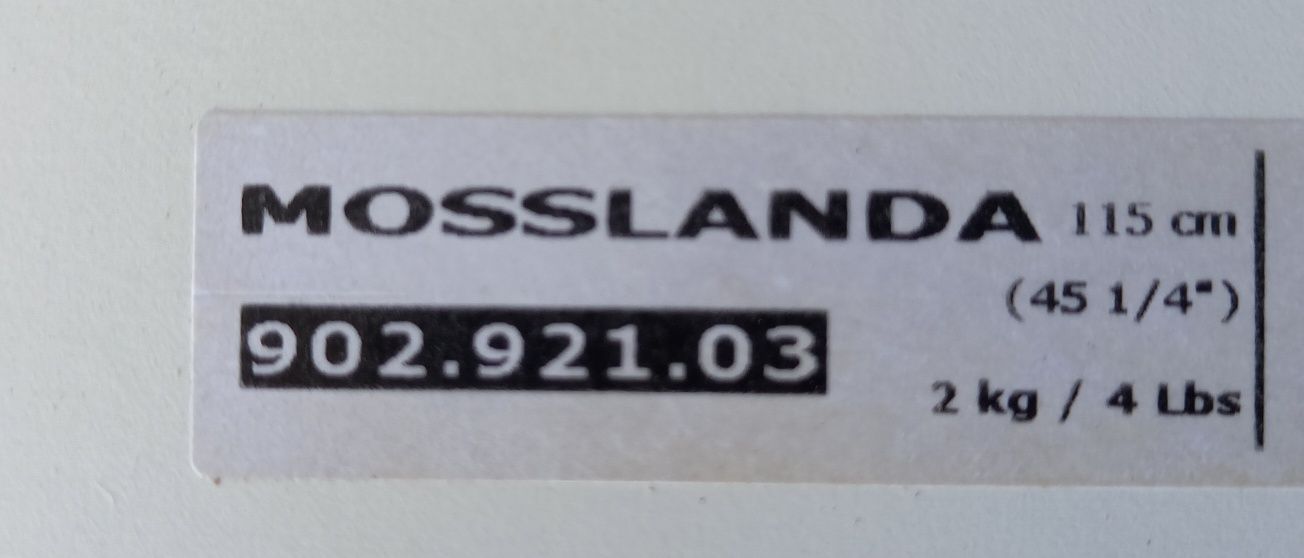 MOSSLANDA 115 cm
(45 1/4")
902.921.03
2 kg / 4 Lbs